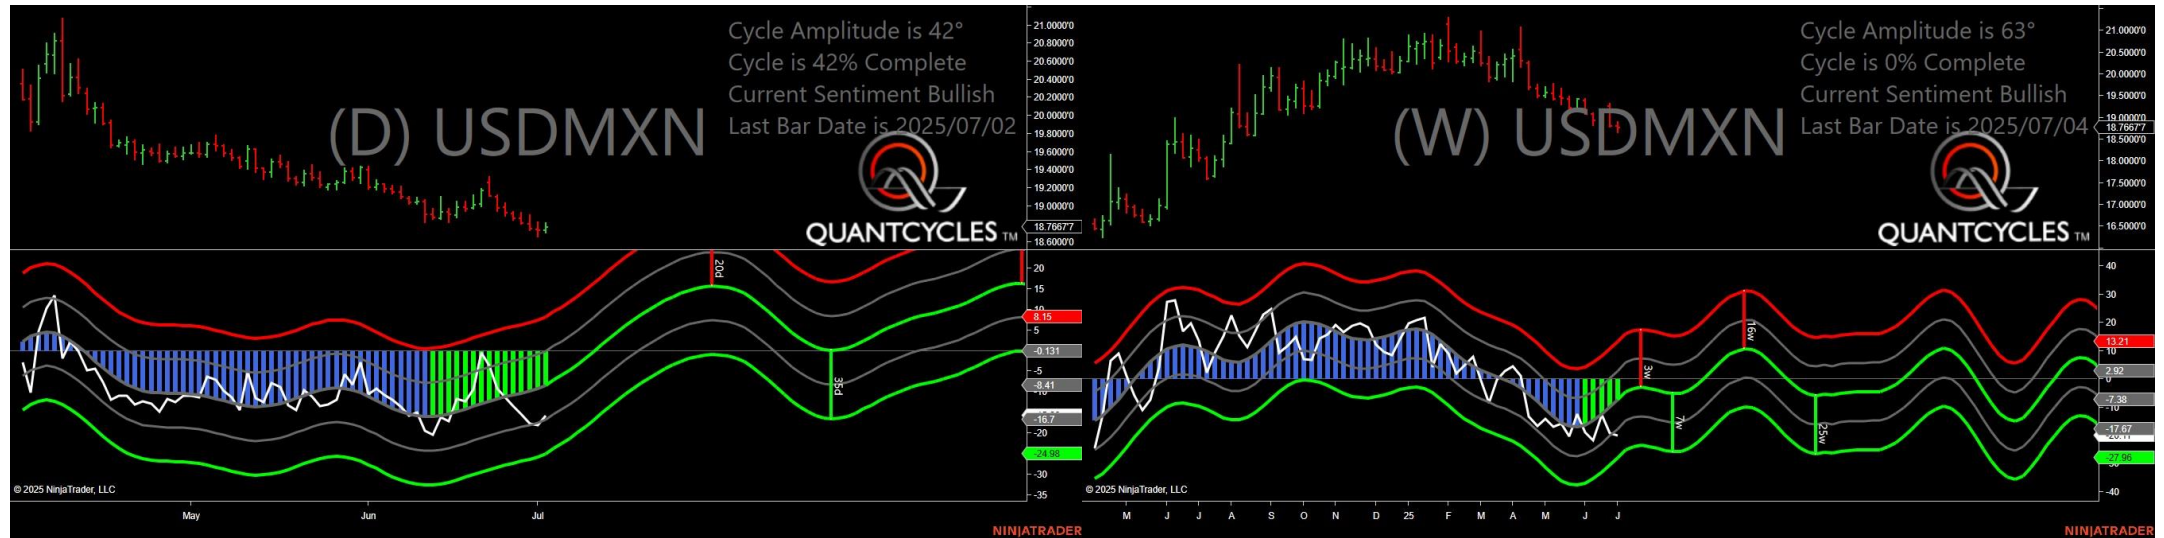 Cycle Amplitude is 42°
Cycle is 42% Complete
Current Sentiment Bullish
Last Bar Date is 2025/07/02
(D) USDMXN
QUANTCYCLES TM
21.0000'0
20.8000'0
20.6000'0
20.4000'0
20.2000'0
20.0000'0
19.8000'0
19.6000'0
19.4000'0
19.2000'0
19.0000'0
18.7667'7
18.6000'0
20d
35d
20
15
10
8.15
5
-0.131
-5
-8.41
-10
-16.7
-20
-24.98
-30
-35
© 2025 NinjaTrader, LLC
May
Jun
Jul
NINJATRADER
Cycle Amplitude is 63°
Cycle is 0% Complete
Current Sentiment Bullish
Last Bar Date is 2025/07/04
(W) USDMXN
QUANTCYCLES TM
21.0000'0
20.5000'0
20.0000'0
19.5000'0
19.0000'0
18.7667'7
18.5000'0
18.0000'0
17.5000'0
17.0000'0
16.5000'0
3w
7w
16w
25w
40
30
20
13.21
10
2.92
0
-7.38
-10
-17.67
-27.96
-40
© 2025 NinjaTrader, LLC
M J J A S O N D 25 F M A M J J
NINJATRADER